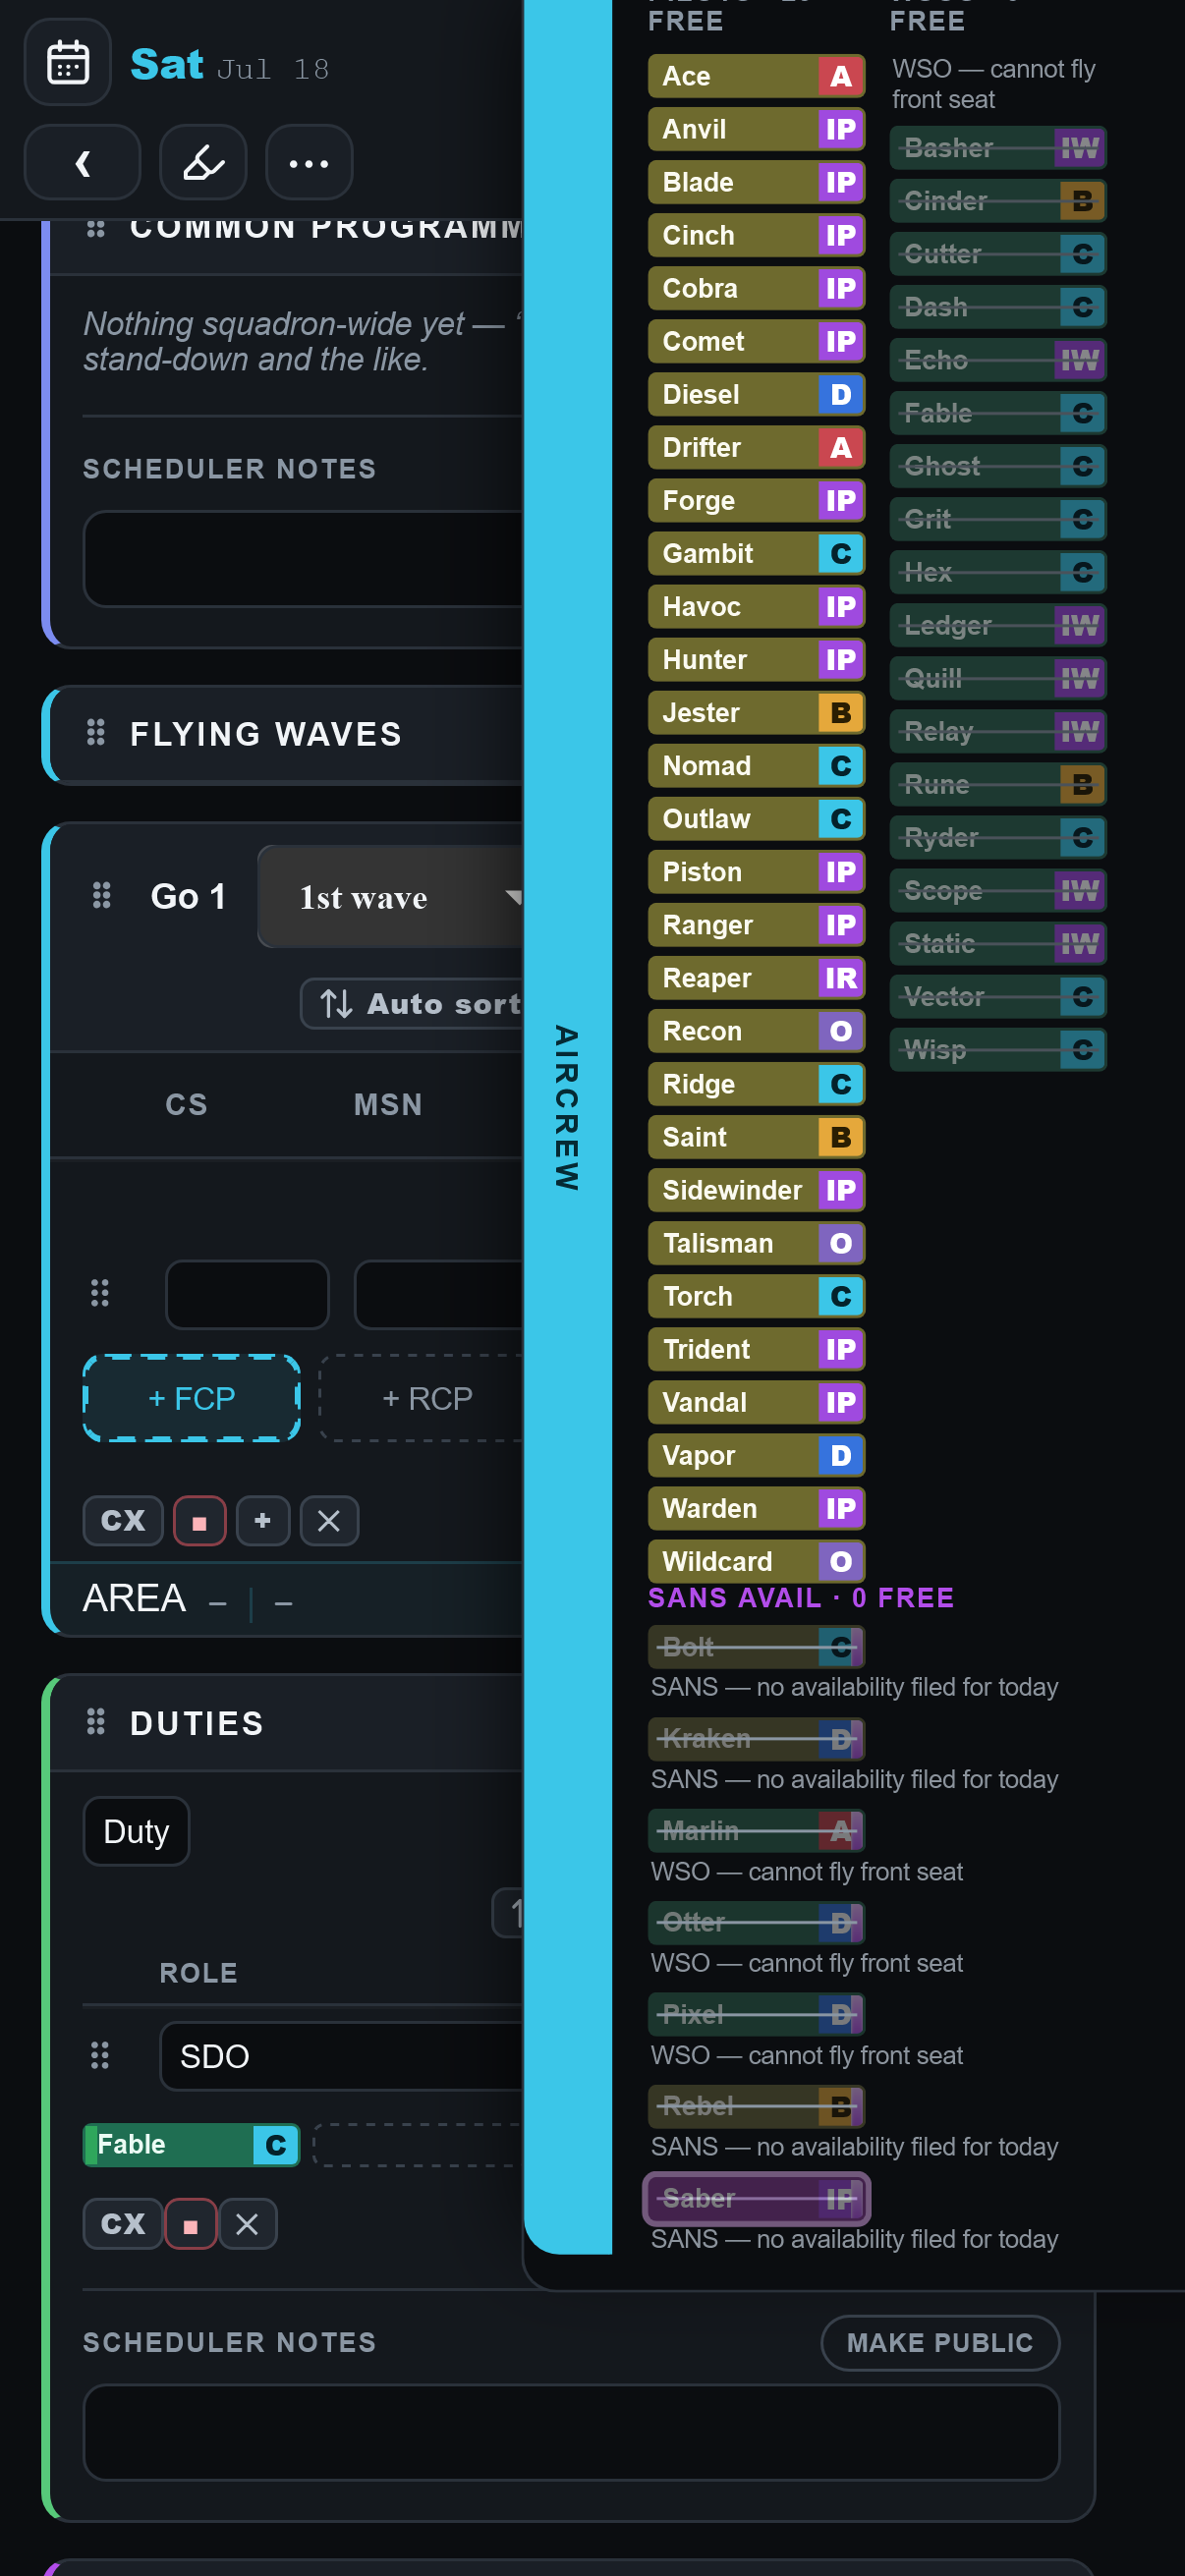 Sat Jul 18
‹
COMMON PROGRAMM
Nothing squadron-wide yet — ‘
stand-down and the like.
SCHEDULER NOTES
FLYING WAVES
Go 1
1st wave
Auto sort
CS
MSN
+ FCP
+ RCP
CX
+
AREA – | –
DUTIES
Duty
ROLE
SDO
Fable C
CX
SCHEDULER NOTES
MAKE PUBLIC
AIRCREW
FREE
Ace A
Anvil IP
Blade IP
Cinch IP
Cobra IP
Comet IP
Diesel D
Drifter A
Forge IP
Gambit C
Havoc IP
Hunter IP
Jester B
Nomad C
Outlaw C
Piston IP
Ranger IP
Reaper IR
Recon O
Ridge C
Saint B
Sidewinder IP
Talisman O
Torch C
Trident IP
Vandal IP
Vapor D
Warden IP
Wildcard O
FREE
WSO — cannot fly
front seat
Basher IW
Cinder B
Cutter C
Dash C
Echo IW
Fable C
Ghost C
Grit C
Hex C
Ledger IW
Quill IW
Relay IW
Rune B
Ryder C
Scope IW
Static IW
Vector C
Wisp C
SANS AVAIL · 0 FREE
Bolt C
SANS — no availability filed for today
Kraken D
SANS — no availability filed for today
Marlin A
WSO — cannot fly front seat
Otter D
WSO — cannot fly front seat
Pixel D
WSO — cannot fly front seat
Rebel B
SANS — no availability filed for today
Saber IP
SANS — no availability filed for today